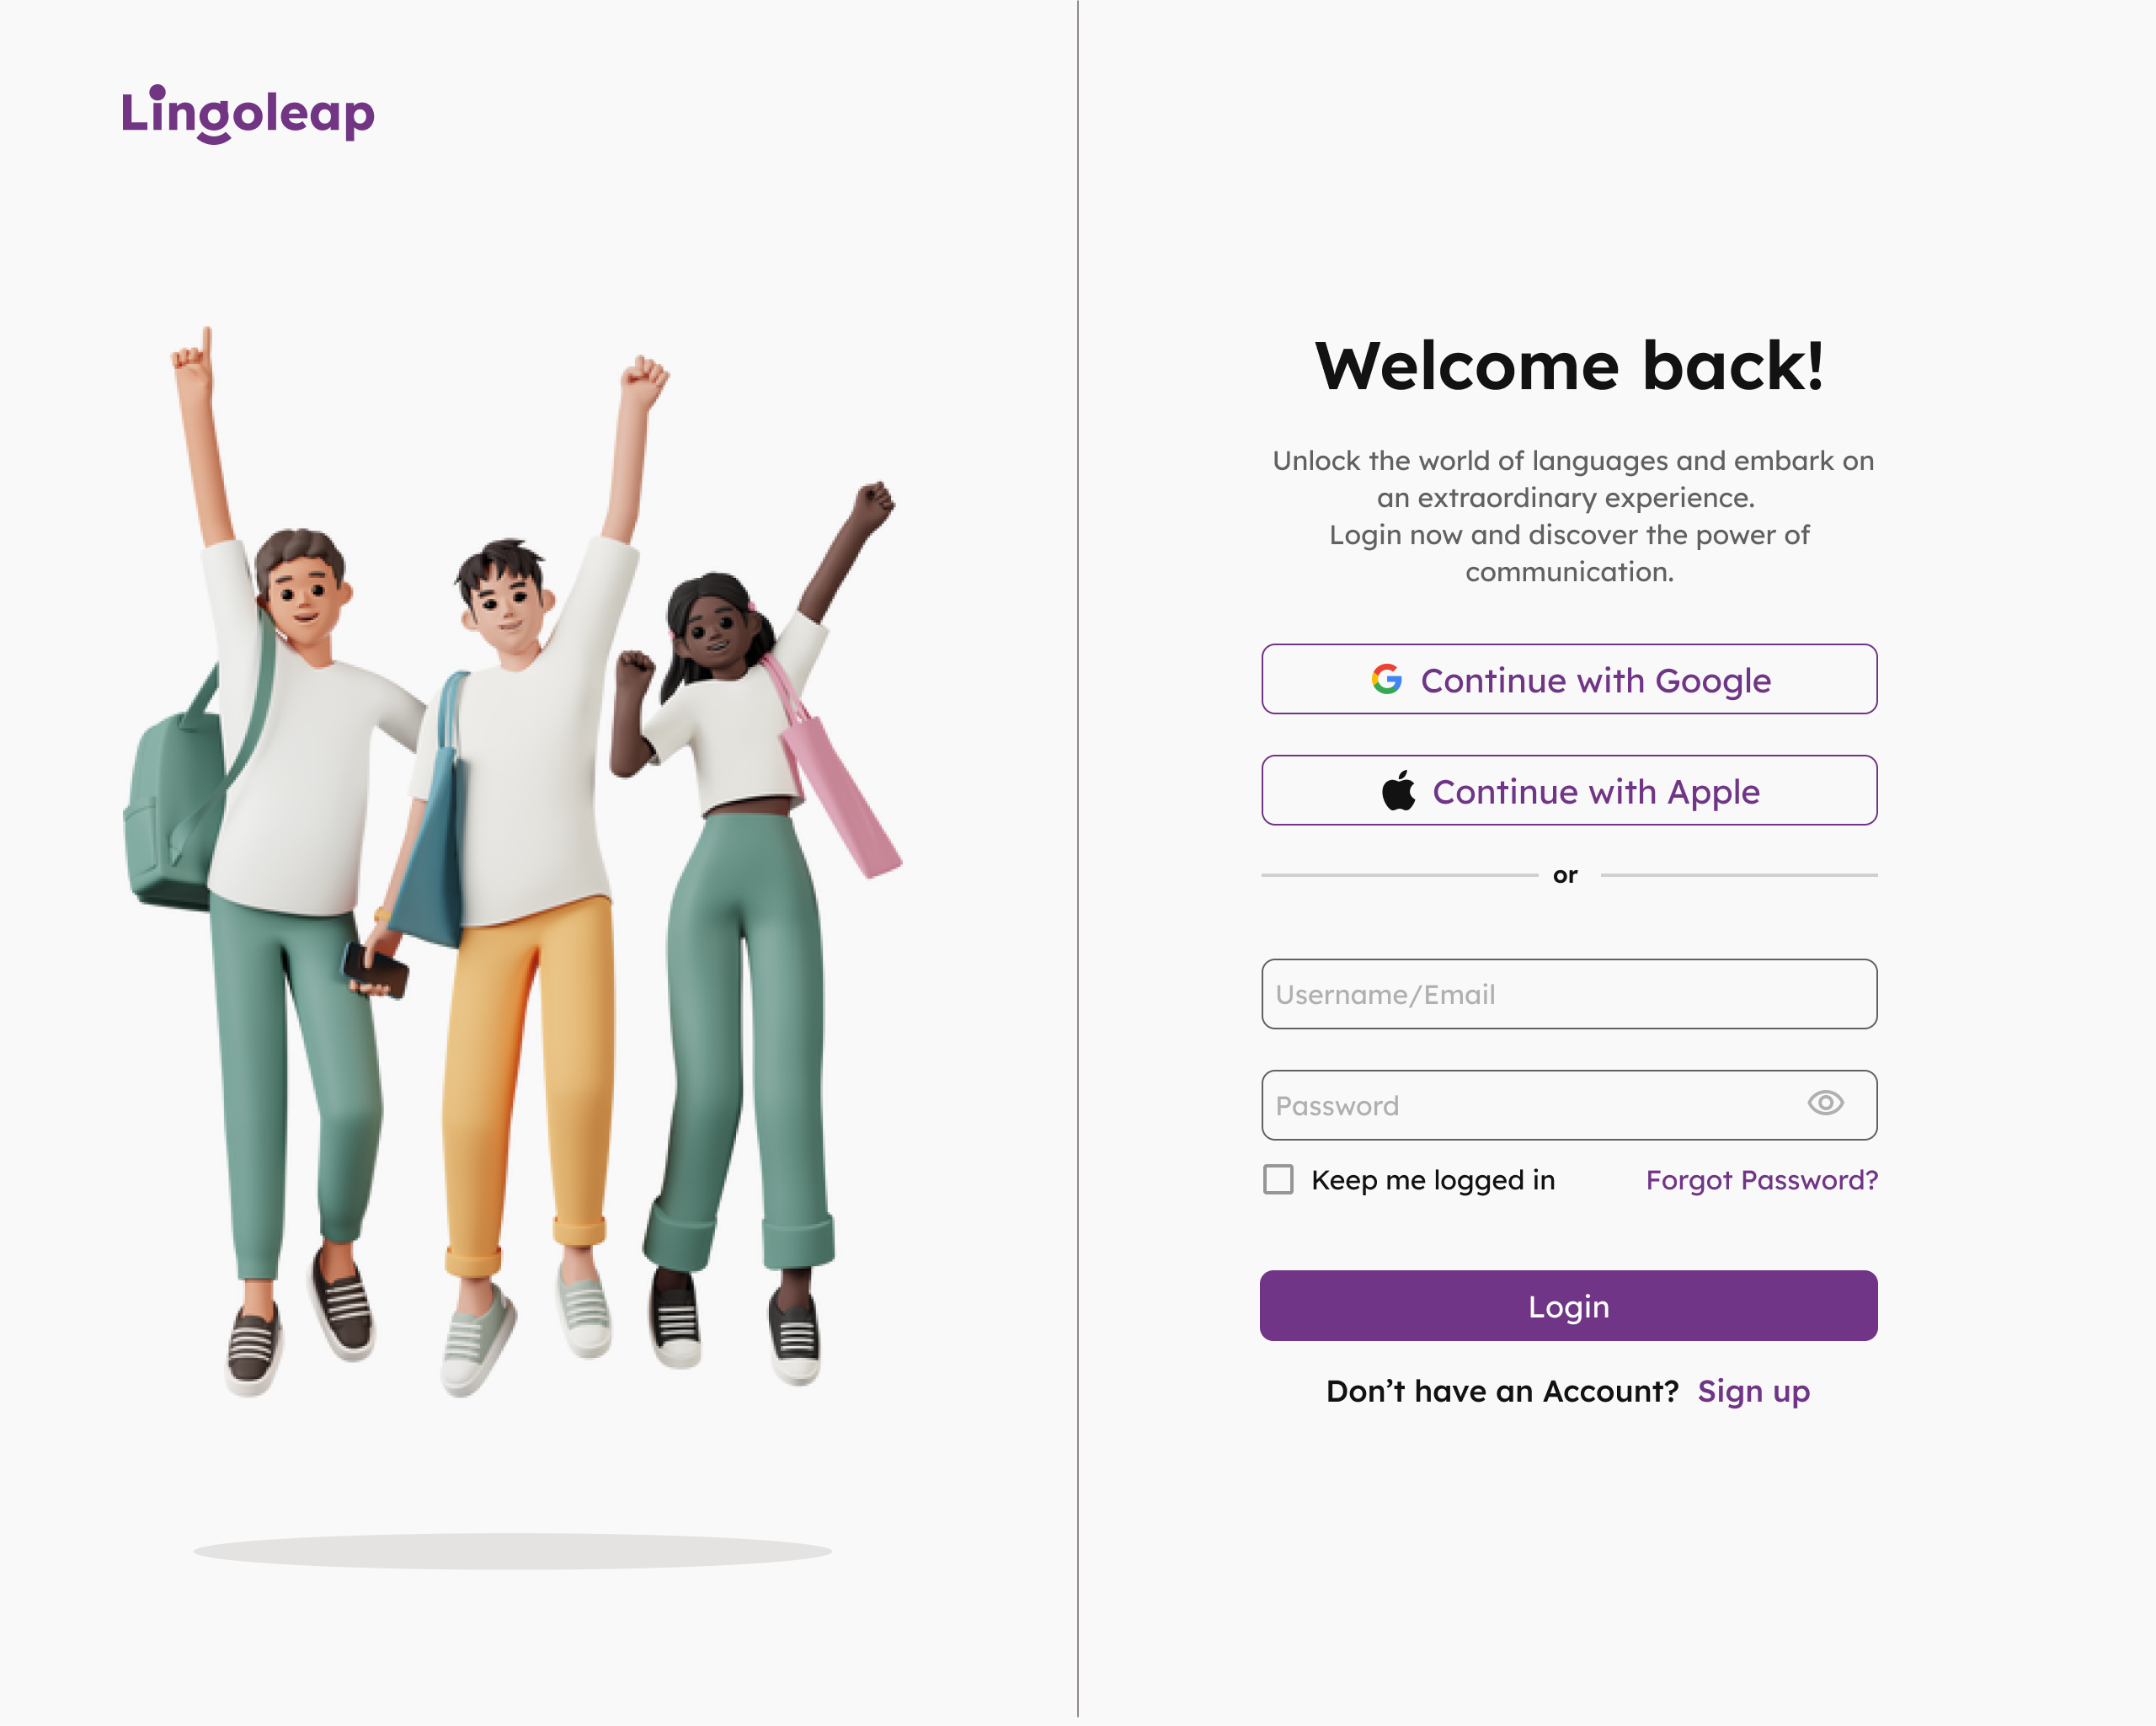 Lingoleap
Welcome back!
Unlock the world of languages and embark on
an extraordinary experience.
Login now and discover the power of
communication.
Continue with Google
Continue with Apple
or
Username/Email
Password
Keep me logged in
Forgot Password?
Login
Don’t have an Account? Sign up